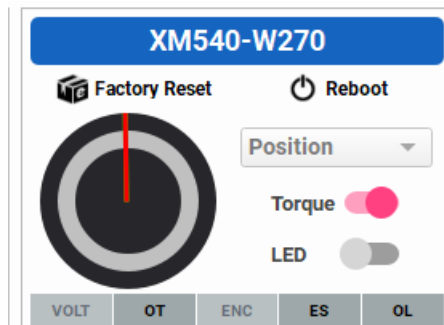 XM540-W270
Factory Reset
Reboot
Position
Torque
LED
VOLT OT ENC ES OL